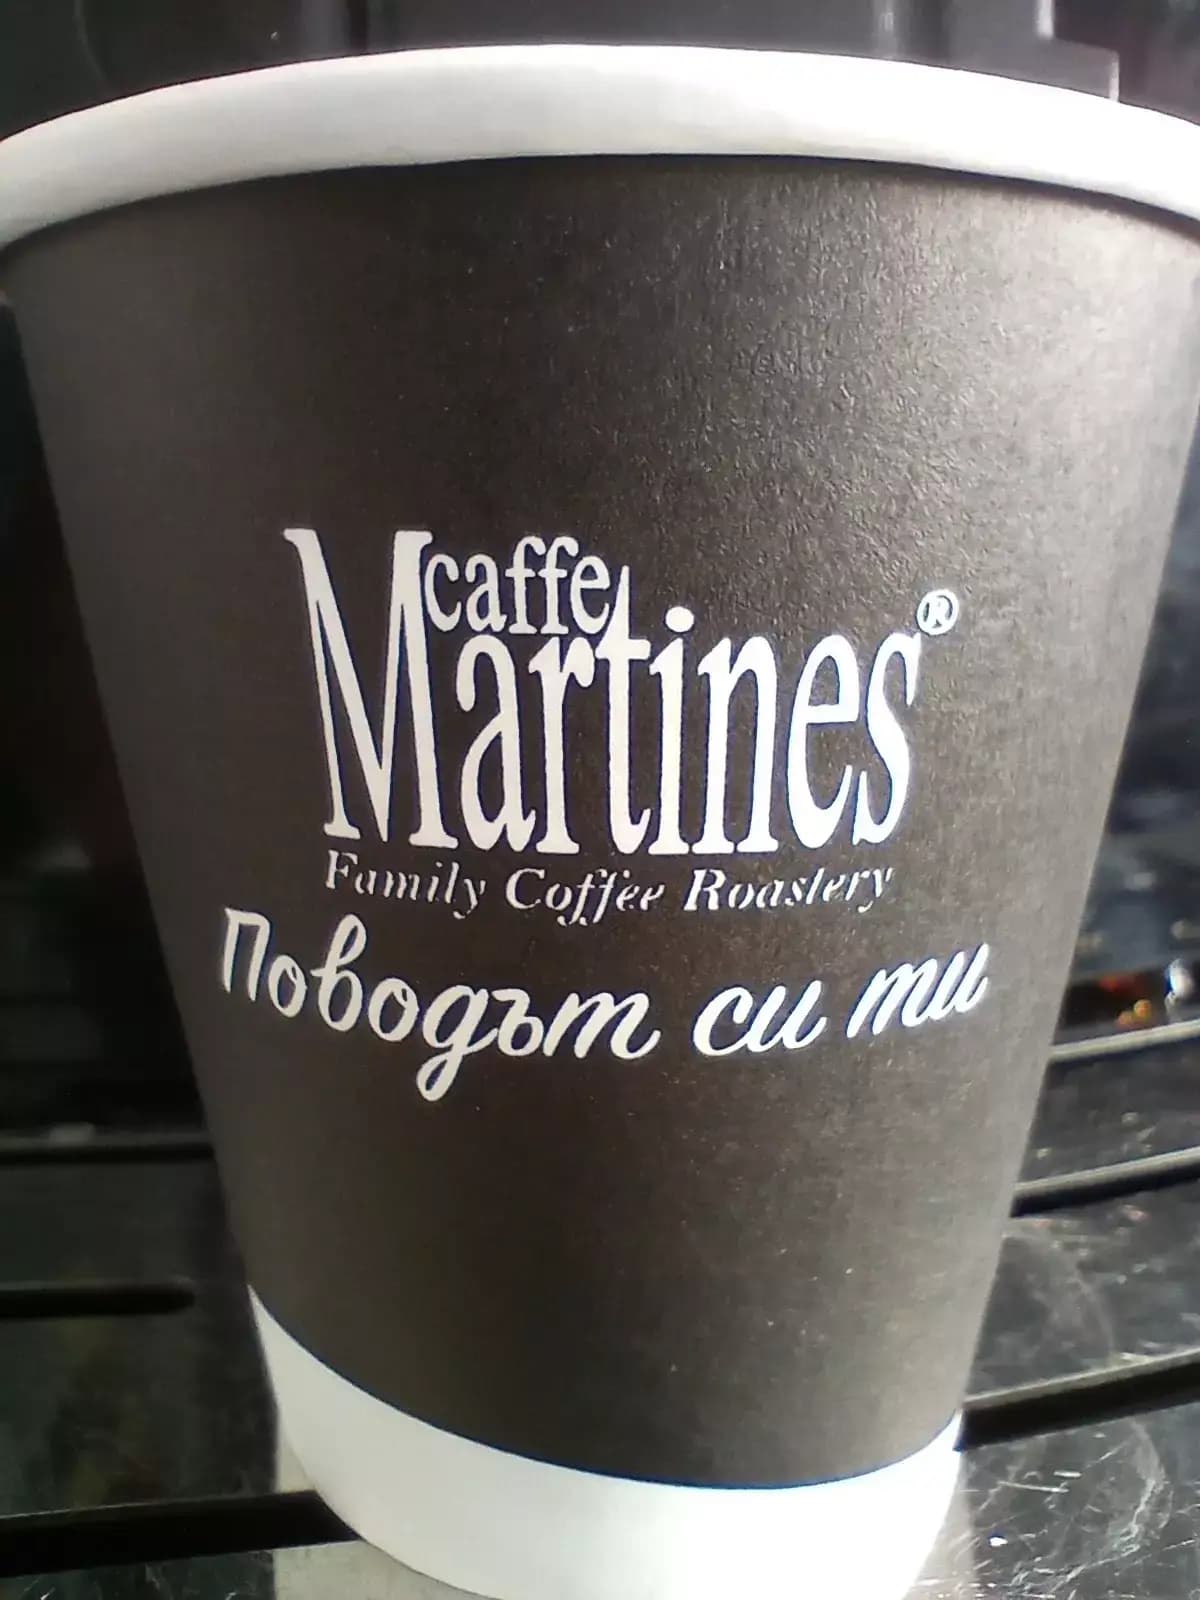 caffe
Martines®
Family Coffee Roastery
Поводът си ти